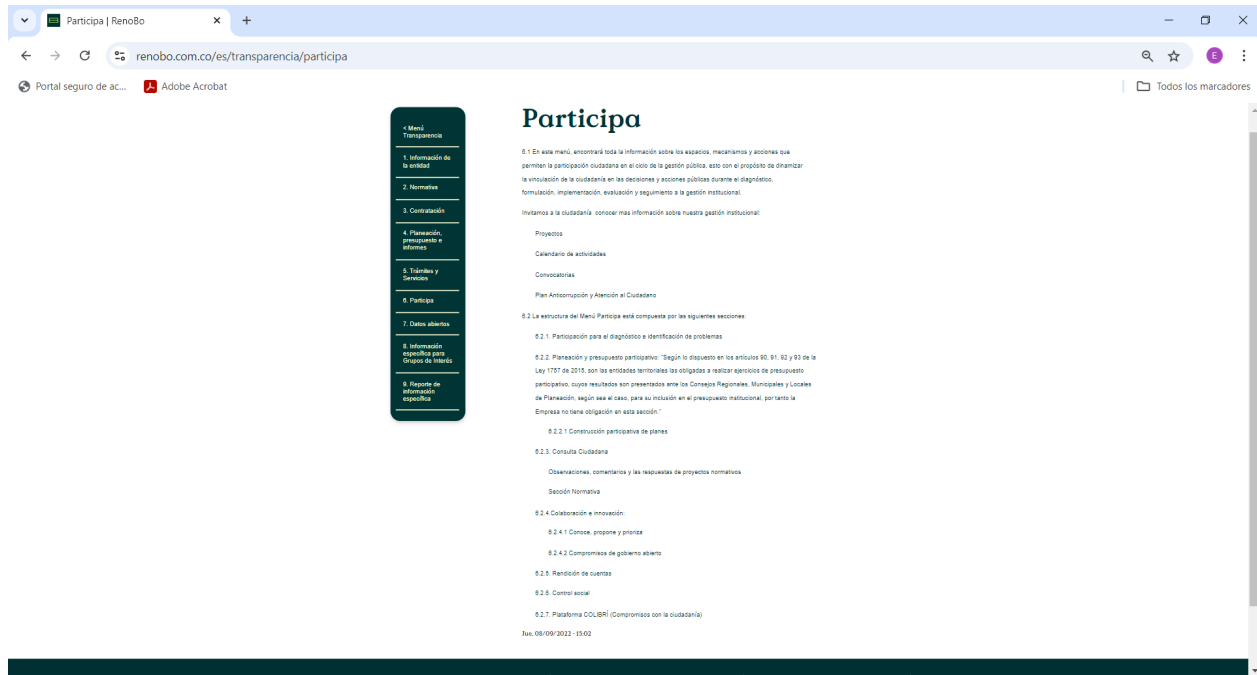 Participa | RenoBo
renobo.com.co/es/transparencia/participa
E
Portal seguro de ac...
Adobe Acrobat
Todos los marcadores
< Menú
Transparencia
1. Información de
la entidad
2. Normativa
3. Contratación
4. Planeación,
presupuesto e
informes
5. Trámites y
Servicios
6. Participa
7. Datos abiertos
8. Información
específica para
Grupos de Interés
9. Reporte de
información
específica
Participa
6.1 En este menú, encontrará toda la información sobre los espacios, mecanismos y acciones que
permiten la participación ciudadana en el ciclo de la gestión pública, esto con el propósito de dinamizar
la vinculación de la ciudadanía en las decisiones y acciones públicas durante el diagnóstico,
formulación, implementación, evaluación y seguimiento a la gestión institucional.
Invitamos a la ciudadanía conocer mas información sobre nuestra gestión institucional:
Proyectos
Calendario de actividades
Convocatorias
Plan Anticorrupción y Atención al Ciudadano
6.2 La estructura del Menú Participa está compuesta por las siguientes secciones:
6.2.1. Participación para el diagnóstico e identificación de problemas
6.2.2. Planeación y presupuesto participativo: "Según lo dispuesto en los artículos 90, 91, 92 y 93 de la
Ley 1757 de 2015, son las entidades territoriales las obligadas a realizar ejercicios de presupuesto
participativo, cuyos resultados son presentados ante los Consejos Regionales, Municipales y Locales
de Planeación, según sea el caso, para su inclusión en el presupuesto institucional, por tanto la
Empresa no tiene obligación en esta sección."
6.2.2.1 Construcción participativa de planes
6.2.3. Consulta Ciudadana
Observaciones, comentarios y las respuestas de proyectos normativos
Sección Normativa
6.2.4.Colaboración e innovación:
6.2.4.1 Conoce, propone y prioriza
6.2.4.2 Compromisos de gobierno abierto
6.2.5. Rendición de cuentas
6.2.6. Control social
6.2.7. Plataforma COLIBRÍ (Compromisos con la ciudadanía)
Jue, 08/09/2022 - 15:02